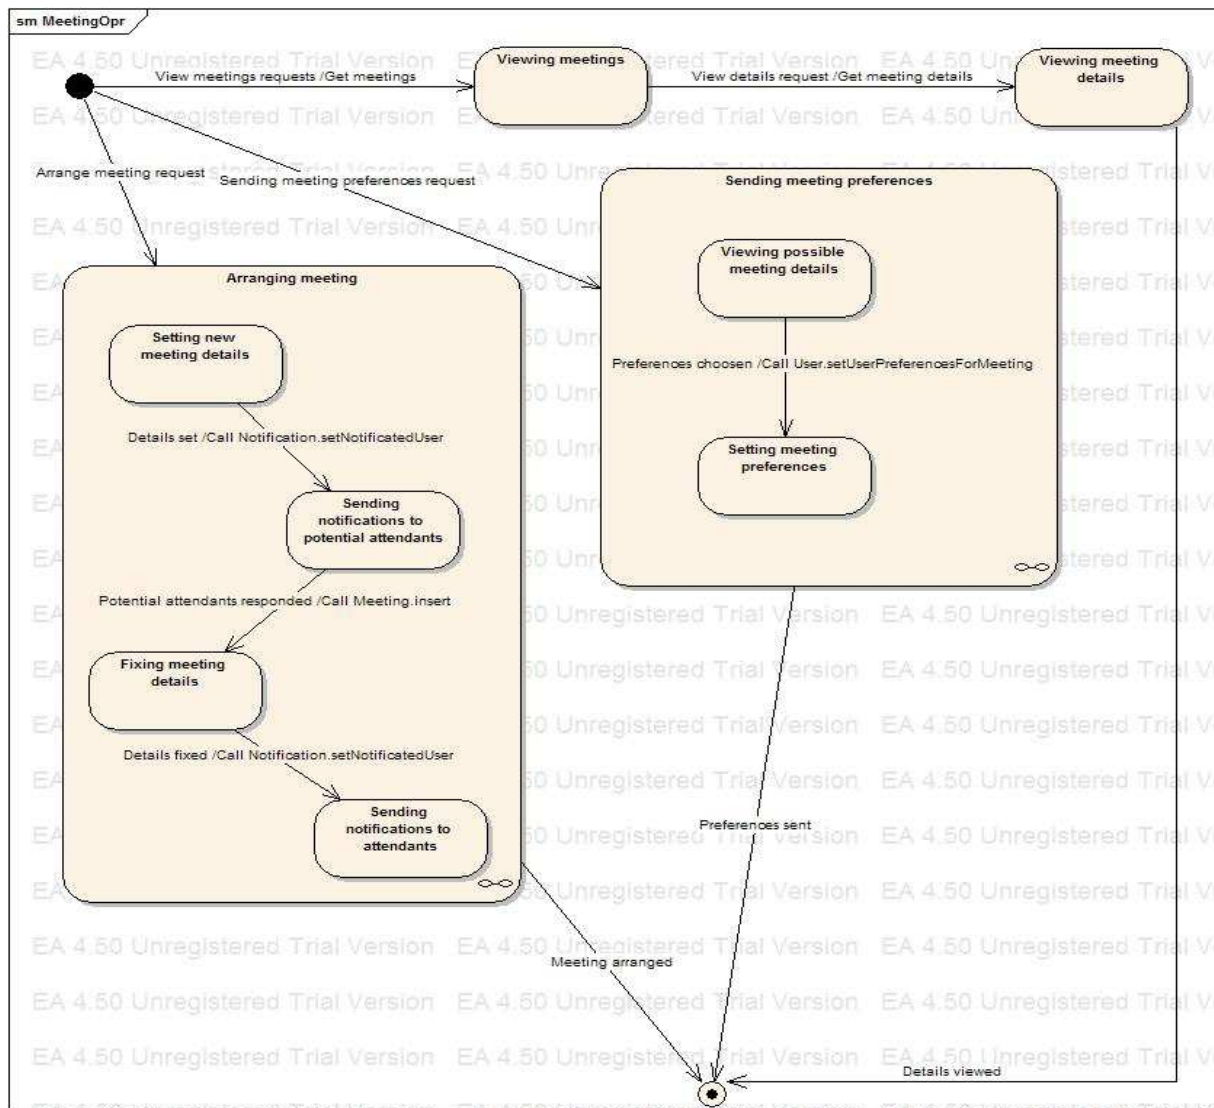 sm MeetingOpr
EA 4.50 Unregistered Trial Version
View meetings requests /Get meetings
Viewing meetings
View details request /Get meeting details
Viewing meeting
details
Arrange meeting request
Sending meeting preferences request
Sending meeting preferences
Viewing possible
meeting details
Preferences choosen /Call User.setUserPreferencesForMeeting
Setting meeting
preferences
Arranging meeting
Setting new
meeting details
Details set /Call Notification.setNotificatedUser
Sending
notifications to
potential attendants
Potential attendants responded /Call Meeting.insert
Fixing meeting
details
Details fixed /Call Notification.setNotificatedUser
Sending
notifications to
attendants
Preferences sent
Meeting arranged
Details viewed